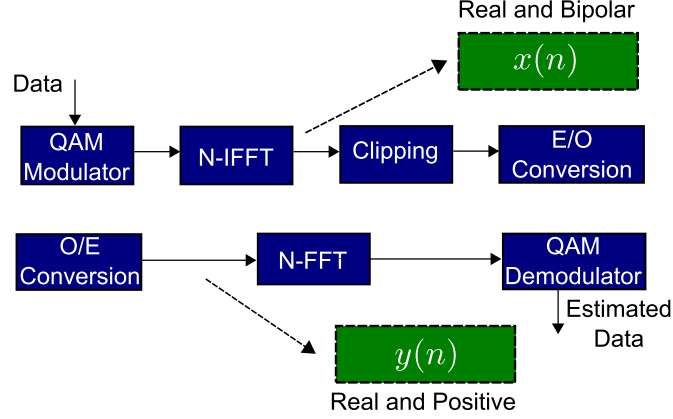 Real and Bipolar
x(n)
Data
QAM
Modulator
N-IFFT
Clipping
E/O
Conversion
O/E
Conversion
N-FFT
QAM
Demodulator
Estimated
Data
y(n)
Real and Positive